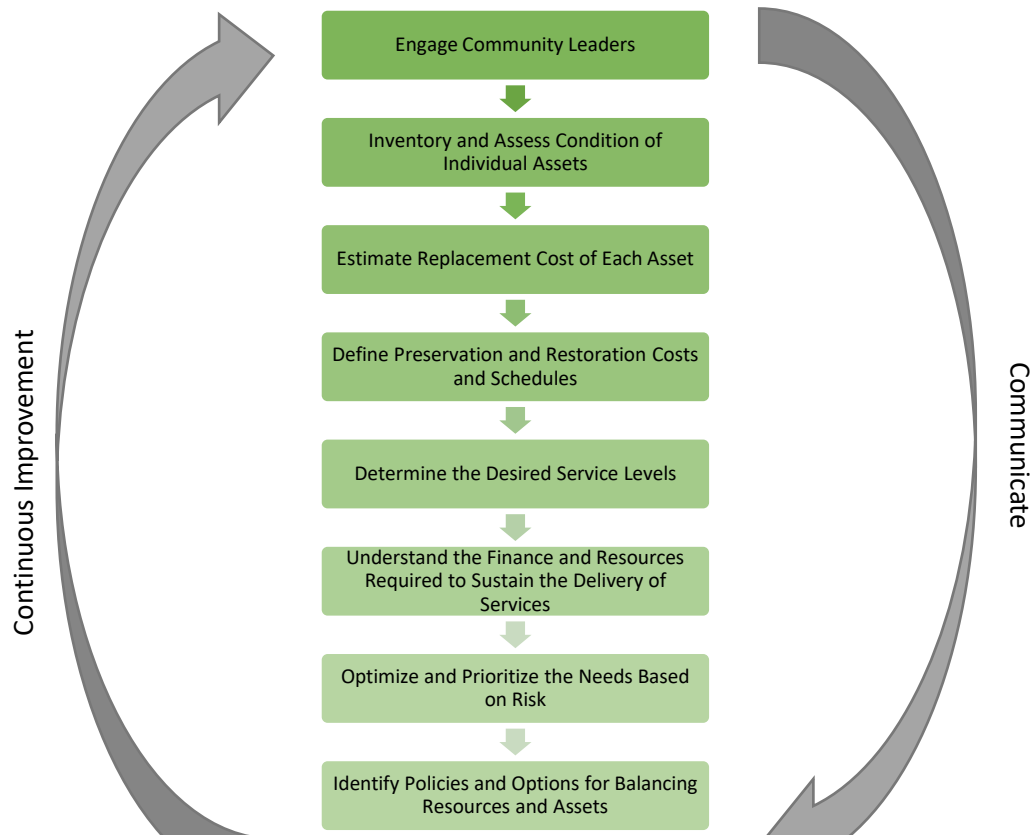 Engage Community Leaders
Inventory and Assess Condition of
Individual Assets
Estimate Replacement Cost of Each Asset
Define Preservation and Restoration Costs
and Schedules
Determine the Desired Service Levels
Understand the Finance and Resources
Required to Sustain the Delivery of
Services
Optimize and Prioritize the Needs Based
on Risk
Identify Policies and Options for Balancing
Resources and Assets
Continuous Improvement
Communicate